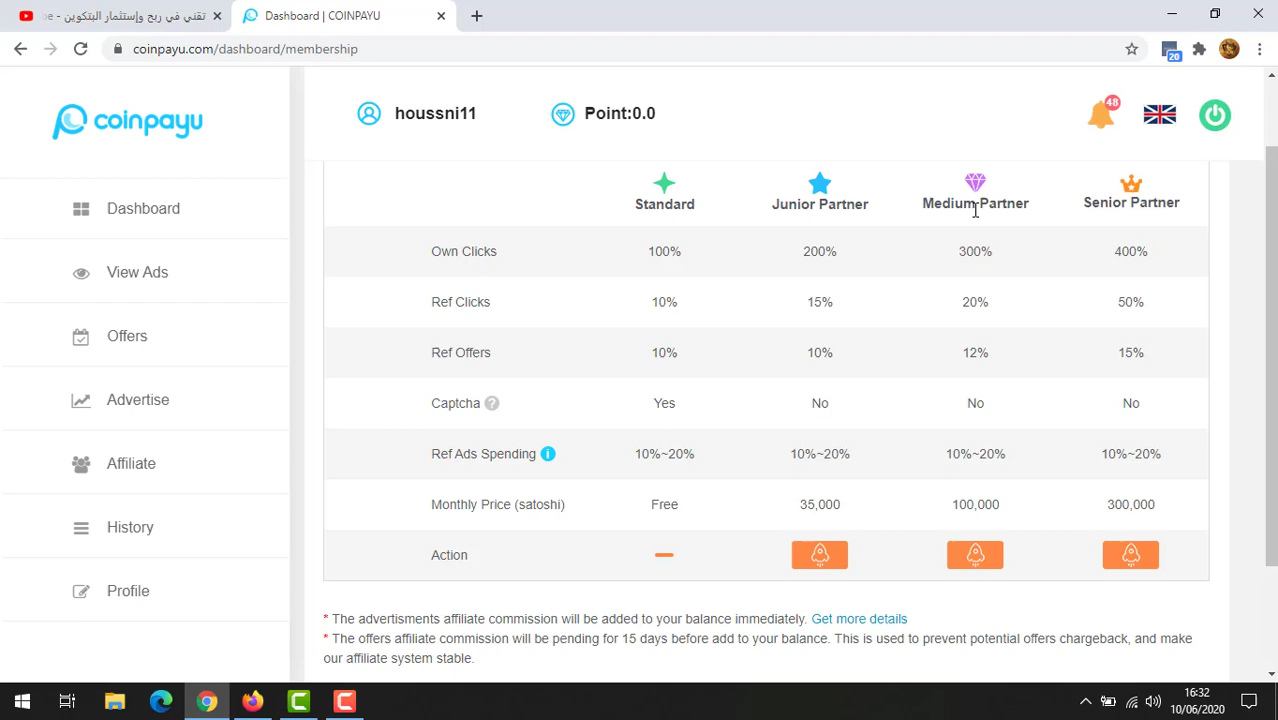 تقني في ربح وإستثمار البتكوين - be
Dashboard | COINPAYU
coinpayu.com/dashboard/membership
20
coinpayu
houssni11
Point:0.0
48
Dashboard
View Ads
Offers
Advertise
Affiliate
History
Profile
Standard Junior Partner Medium Partner Senior Partner
Own Clicks 100% 200% 300% 400%
Ref Clicks 10% 15% 20% 50%
Ref Offers 10% 10% 12% 15%
Captcha ? Yes No No No
Ref Ads Spending i 10%~20% 10%~20% 10%~20% 10%~20%
Monthly Price (satoshi) Free 35,000 100,000 300,000
Action
* The advertisments affiliate commission will be added to your balance immediately. Get more details
* The offers affiliate commission will be pending for 15 days before add to your balance. This is used to prevent potential offers chargeback, and make
our affiliate system stable.
16:32
10/06/2020